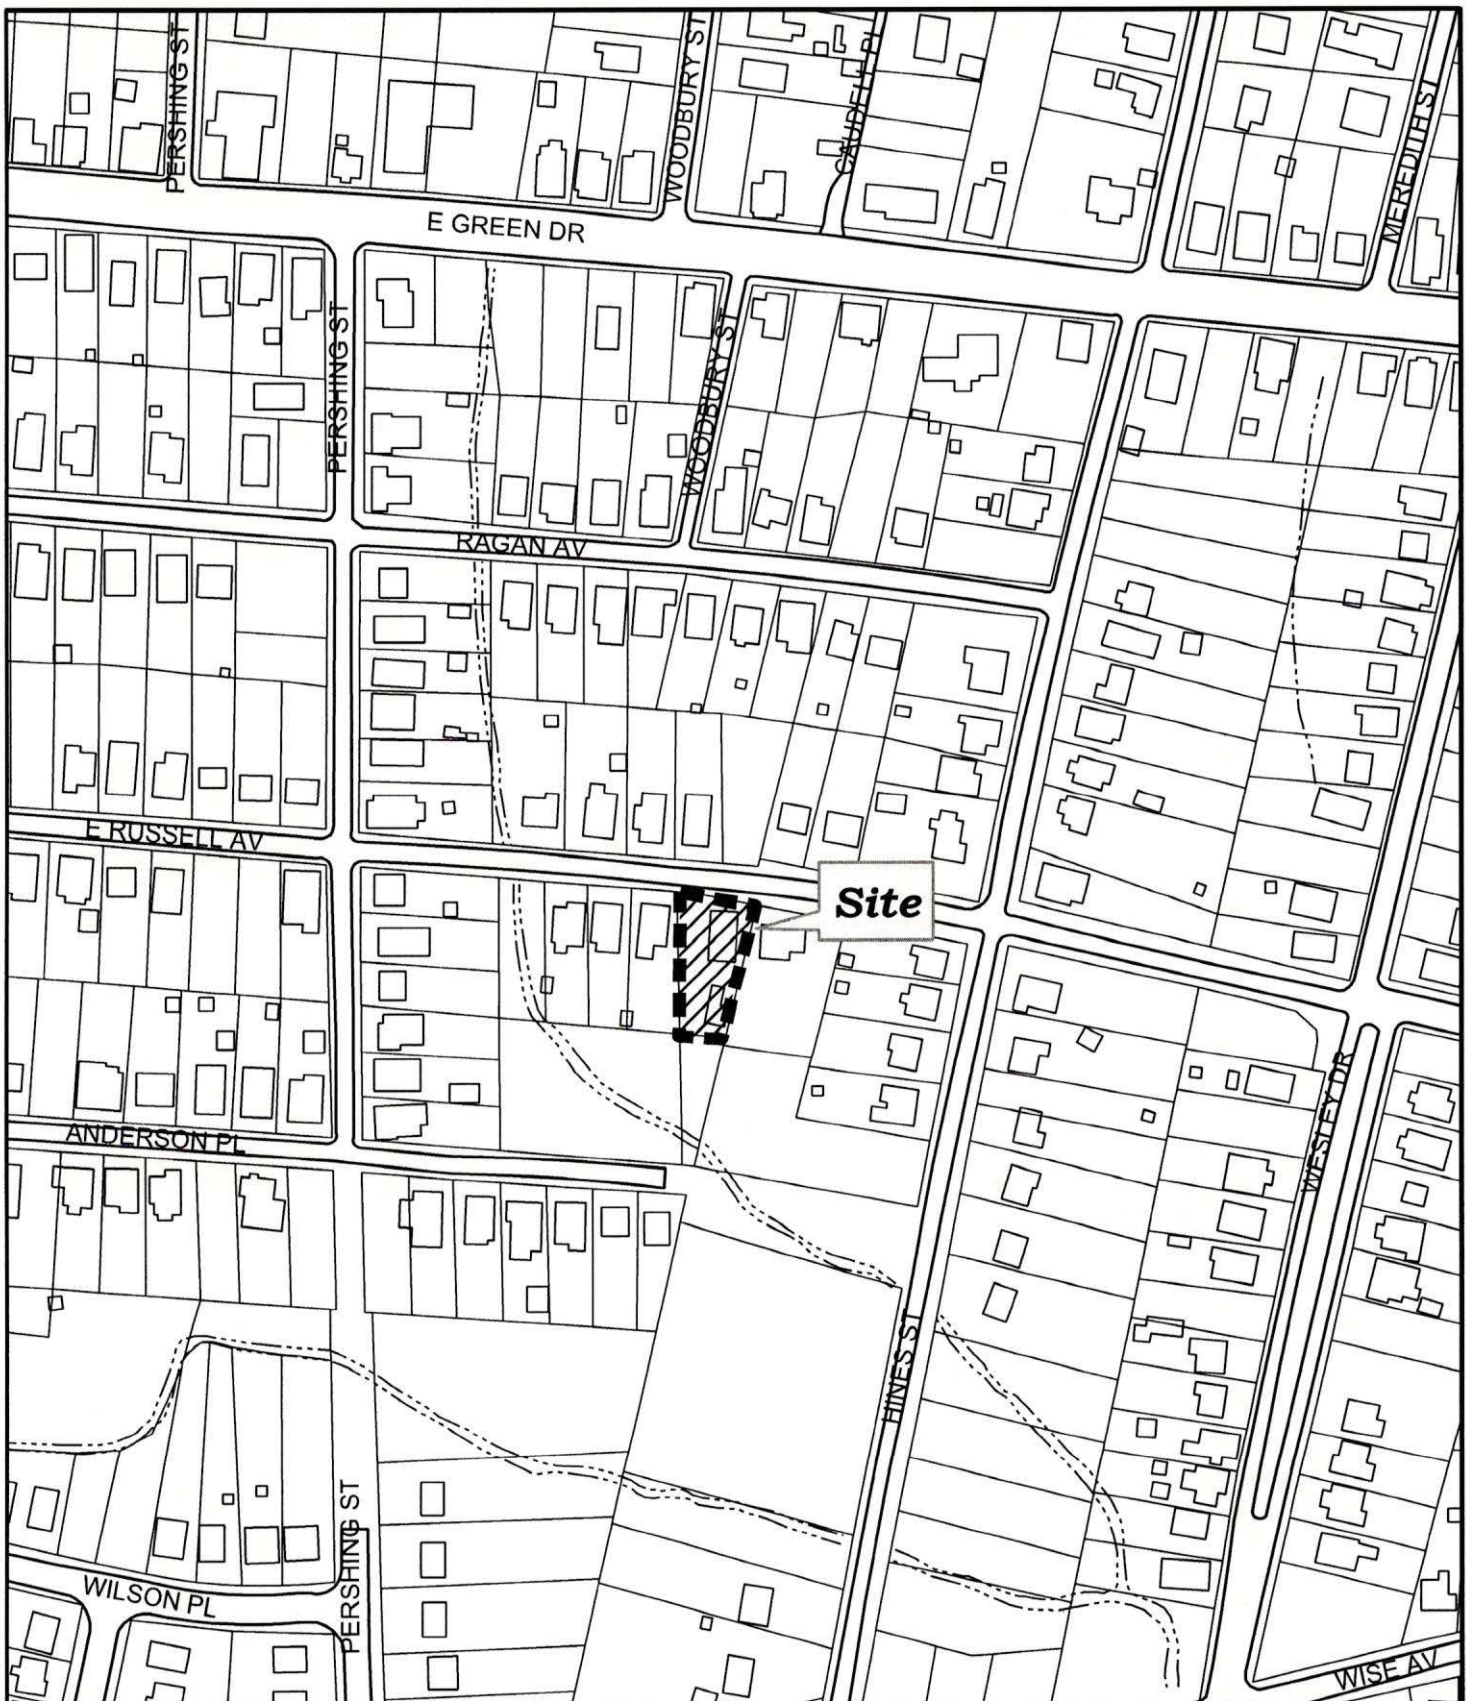 PERSHING ST
WOODBURY ST
CAUDELL PL
MEREDITH ST
E GREEN DR
PERSHING ST
WOODBURY ST
RAGAN AV
E RUSSELL AV
Site
ANDERSON PL
WESLEY DR
HINES ST
PERSHING ST
WILSON PL
WISE AV